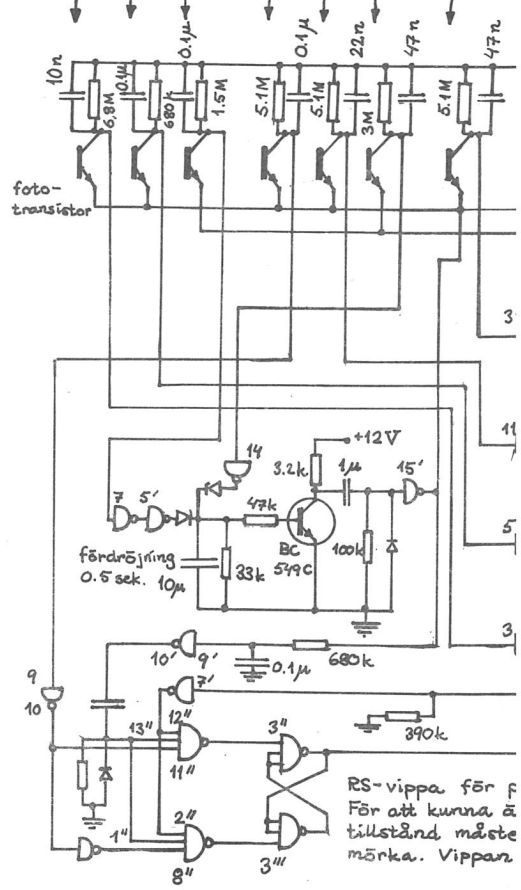 10n
6,8M
0.1μ
680k
0.1μ
1.5M
5.1M
0.1μ
5.1M
22n
3M
47n
5.1M
47n
foto-
transistor
3
11
14
+12V
3.2k
1μ
15'
7
5'
47k
5
BC
549C
100k
fördröjning
0.5 sek.
10μ
33k
3
10'
9'
0.1μ
680k
9
10
7'
12"
13"
11"
3"
390k
RS-vippa för p
För att kunna ä
tillstånd måste
mörka. Vippan
1"
2"
8"
3'''